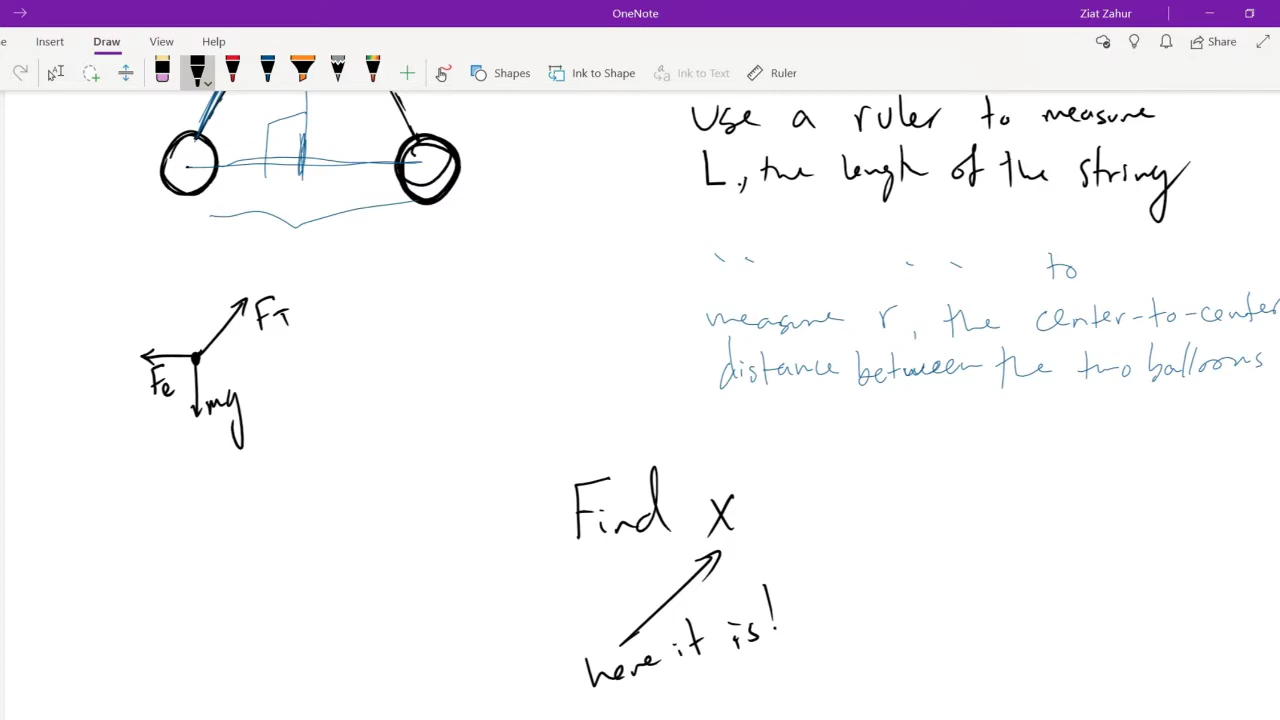 OneNote
Ziat Zahur
Insert
Draw
View
Help
Share
Shapes
Ink to Shape
Ink to Text
Ruler
Use a ruler to measure
L, the length of the string
`` `` to
measure r, the center-to-center
distance between the two balloons
FT
Fe
mg
Find x
here it is!